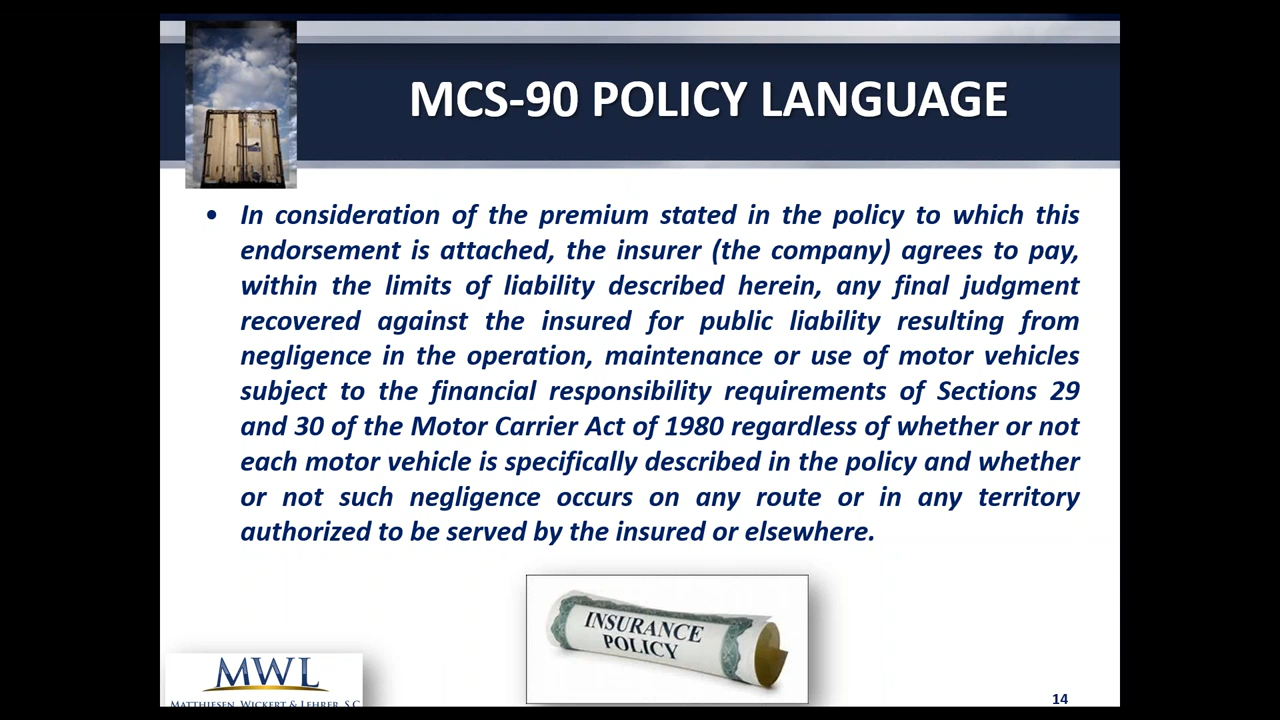 MCS-90 POLICY LANGUAGE
• In consideration of the premium stated in the policy to which this
endorsement is attached, the insurer (the company) agrees to pay,
within the limits of liability described herein, any final judgment
recovered against the insured for public liability resulting from
negligence in the operation, maintenance or use of motor vehicles
subject to the financial responsibility requirements of Sections 29
and 30 of the Motor Carrier Act of 1980 regardless of whether or not
each motor vehicle is specifically described in the policy and whether
or not such negligence occurs on any route or in any territory
authorized to be served by the insured or elsewhere.
INSURANCE
POLICY
MWL
MATTHIESEN, WICKERT & LEHRER, S.C.
14